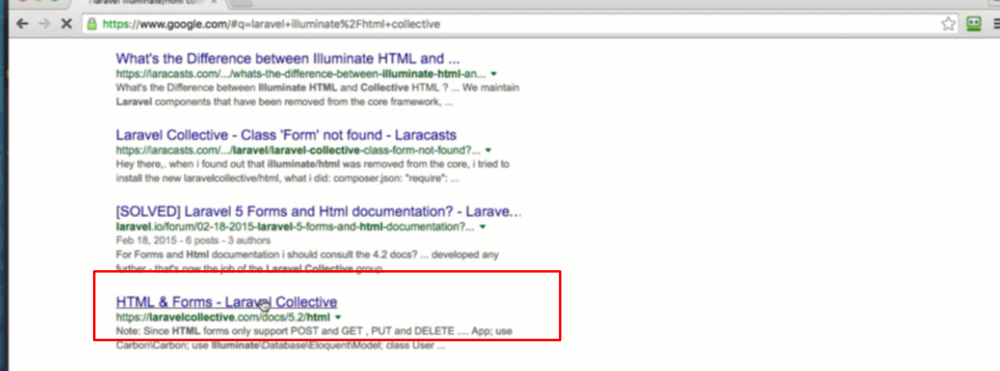 https://www.google.com/#q=laravel+illuminate%2Fhtml+collective
What's the Difference between Illuminate HTML and ...
https://laracasts.com/.../whats-the-difference-between-illuminate-html-an...
What's the Difference between Illuminate HTML and Collective HTML ? ... We maintain
Laravel components that have been removed from the core framework, ...
Laravel Collective - Class 'Form' not found - Laracasts
https://laracasts.com/.../laravel/laravel-collective-class-form-not-found?...
Hey there,. when i found out that illuminate/html was removed from the core, i tried to
install the new laravelcollective/html, what i did: composer.json: "require": ...
[SOLVED] Laravel 5 Forms and Html documentation? - Larave...
laravel.io/forum/02-18-2015-laravel-5-forms-and-html-documentation?...
Feb 18, 2015 - 6 posts - 3 authors
For Forms and Html documentation i should consult the 4.2 docs? ... developed any
further - that's now the job of the Laravel Collective group.
HTML & Forms - Laravel Collective
https://laravelcollective.com/docs/5.2/html
Note: Since HTML forms only support POST and GET , PUT and DELETE .... App; use
Carbon\Carbon; use Illuminate\Database\Eloquent\Model; class User ...